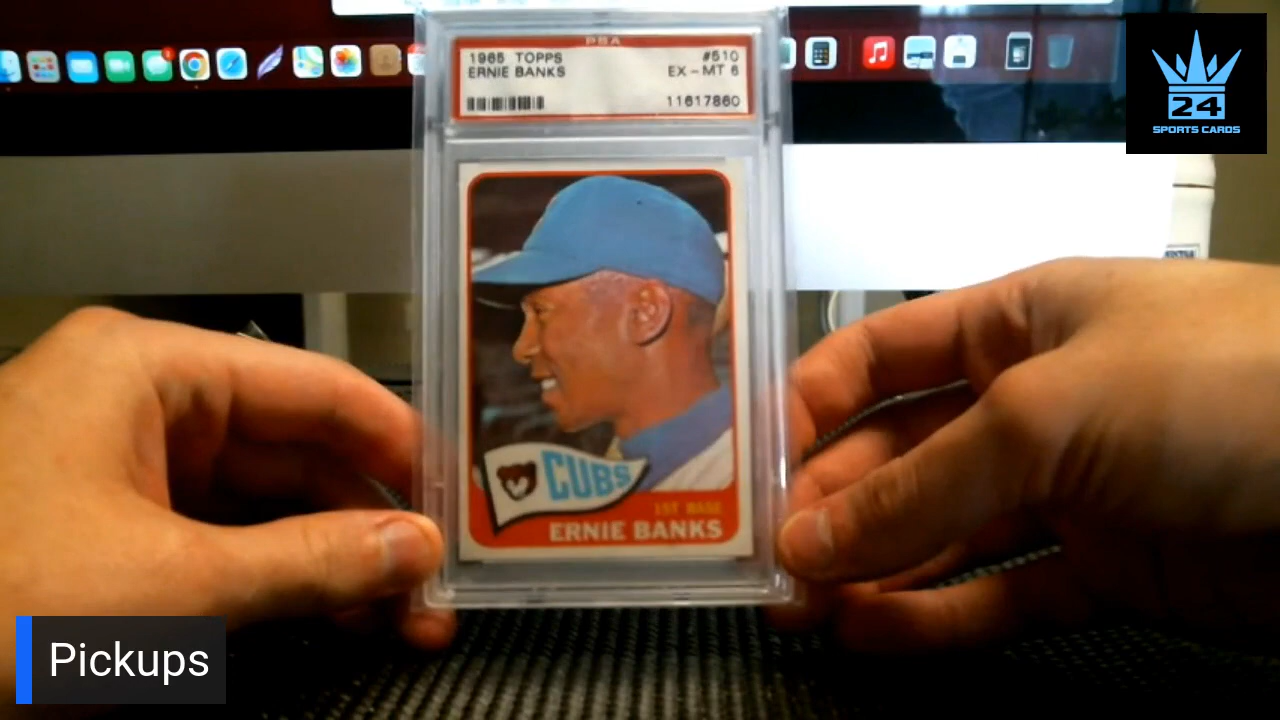 PSA
1965 TOPPS #510
ERNIE BANKS EX-MT 6
11617860
24
SPORTS CARDS
CUBS
1ST BASE
ERNIE BANKS
Pickups